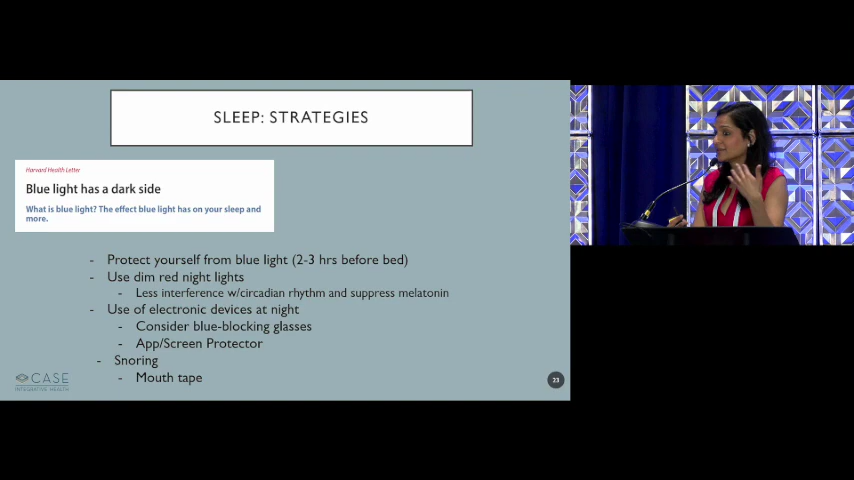 SLEEP: STRATEGIES
Harvard Health Letter
Blue light has a dark side
What is blue light? The effect blue light has on your sleep and
more.
- Protect yourself from blue light (2-3 hrs before bed)
- Use dim red night lights
- Less interference w/circadian rhythm and suppress melatonin
- Use of electronic devices at night
- Consider blue-blocking glasses
- App/Screen Protector
- Snoring
- Mouth tape
CASE
INTEGRATIVE HEALTH
23